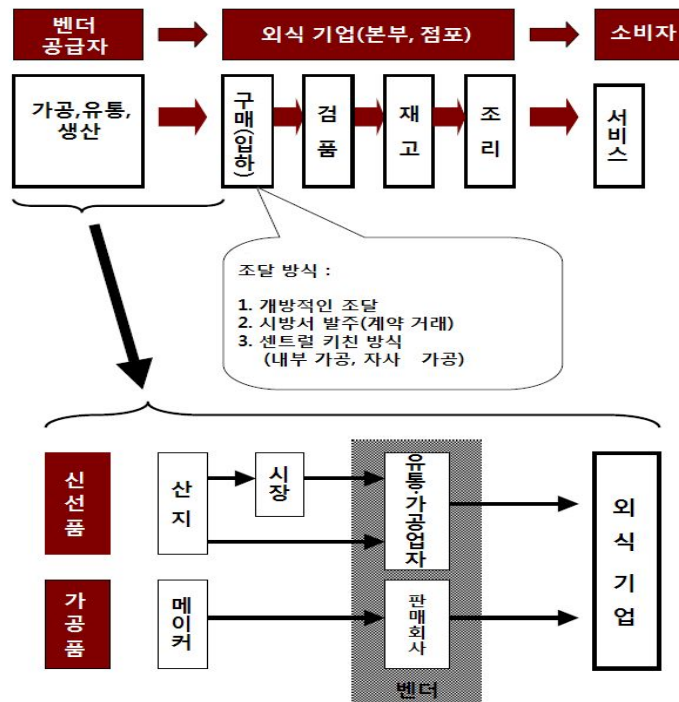 벤더
공급자
외식 기업(본부, 점포)
소비자
가공,유통,
생산
구매(입하)
검품
재고
조리
서비스
조달 방식 :
1. 개방적인 조달
2. 시방서 발주(계약 거래)
3. 센트럴 키친 방식
(내부 가공, 자사 가공)
신선품
산지
시장
유통·가공업자
외식 기업
가공품
메이커
판매회사
벤더